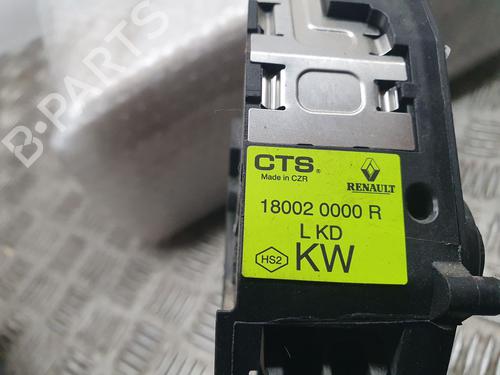 B-PARTS
CTS®
Made in CZR
RENAULT
18002 0000 R
L KD
HS2
KW